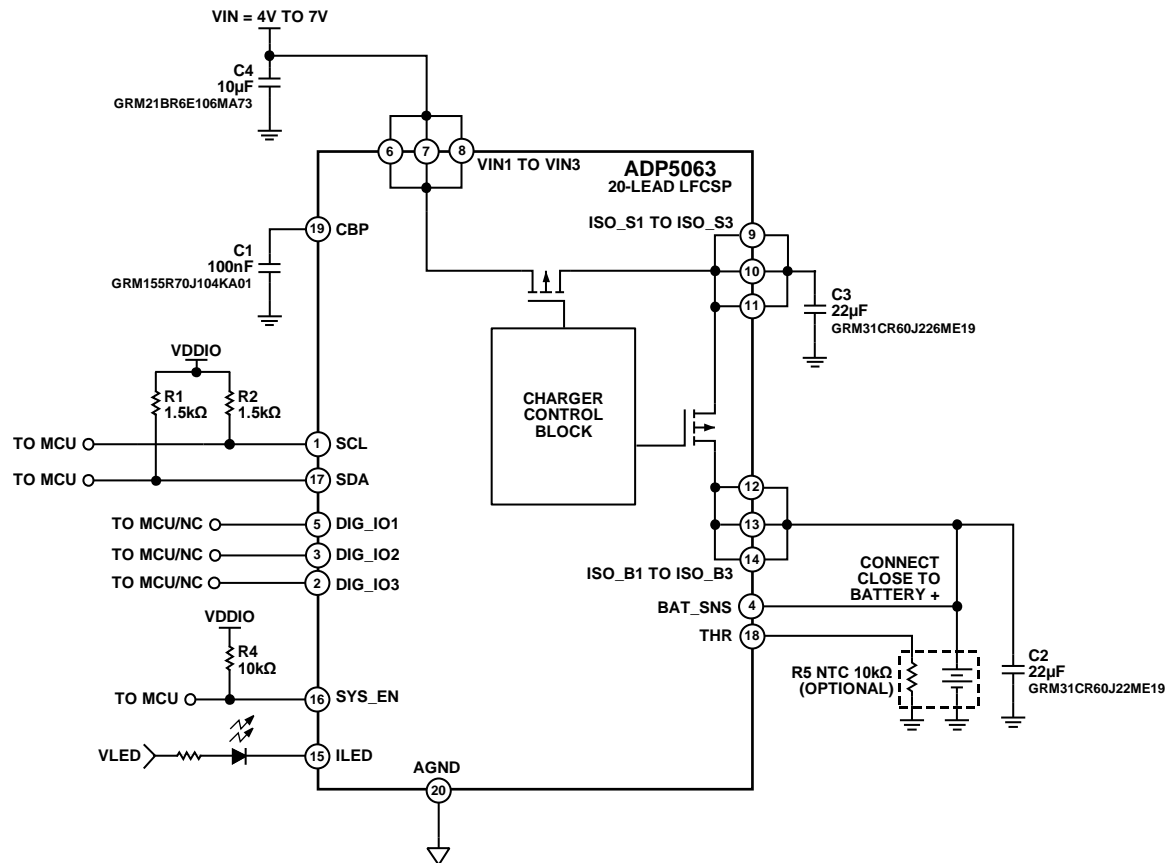 VIN = 4V TO 7V
C4
10µF
GRM21BR6E106MA73
6
7
8
VIN1 TO VIN3
ADP5063
20-LEAD LFCSP
19
CBP
C1
100nF
GRM155R70J104KA01
ISO_S1 TO ISO_S3
9
10
11
C3
22µF
GRM31CR60J226ME19
VDDIO
R1
1.5kΩ
R2
1.5kΩ
CHARGER
CONTROL
BLOCK
TO MCU
1
SCL
TO MCU
17
SDA
TO MCU/NC
5
DIG_IO1
TO MCU/NC
3
DIG_IO2
TO MCU/NC
2
DIG_IO3
12
13
14
ISO_B1 TO ISO_B3
CONNECT
CLOSE TO
BATTERY +
BAT_SNS
4
THR
18
VDDIO
R4
10kΩ
TO MCU
16
SYS_EN
R5 NTC 10kΩ
(OPTIONAL)
C2
22µF
GRM31CR60J22ME19
VLED
15
ILED
AGND
20